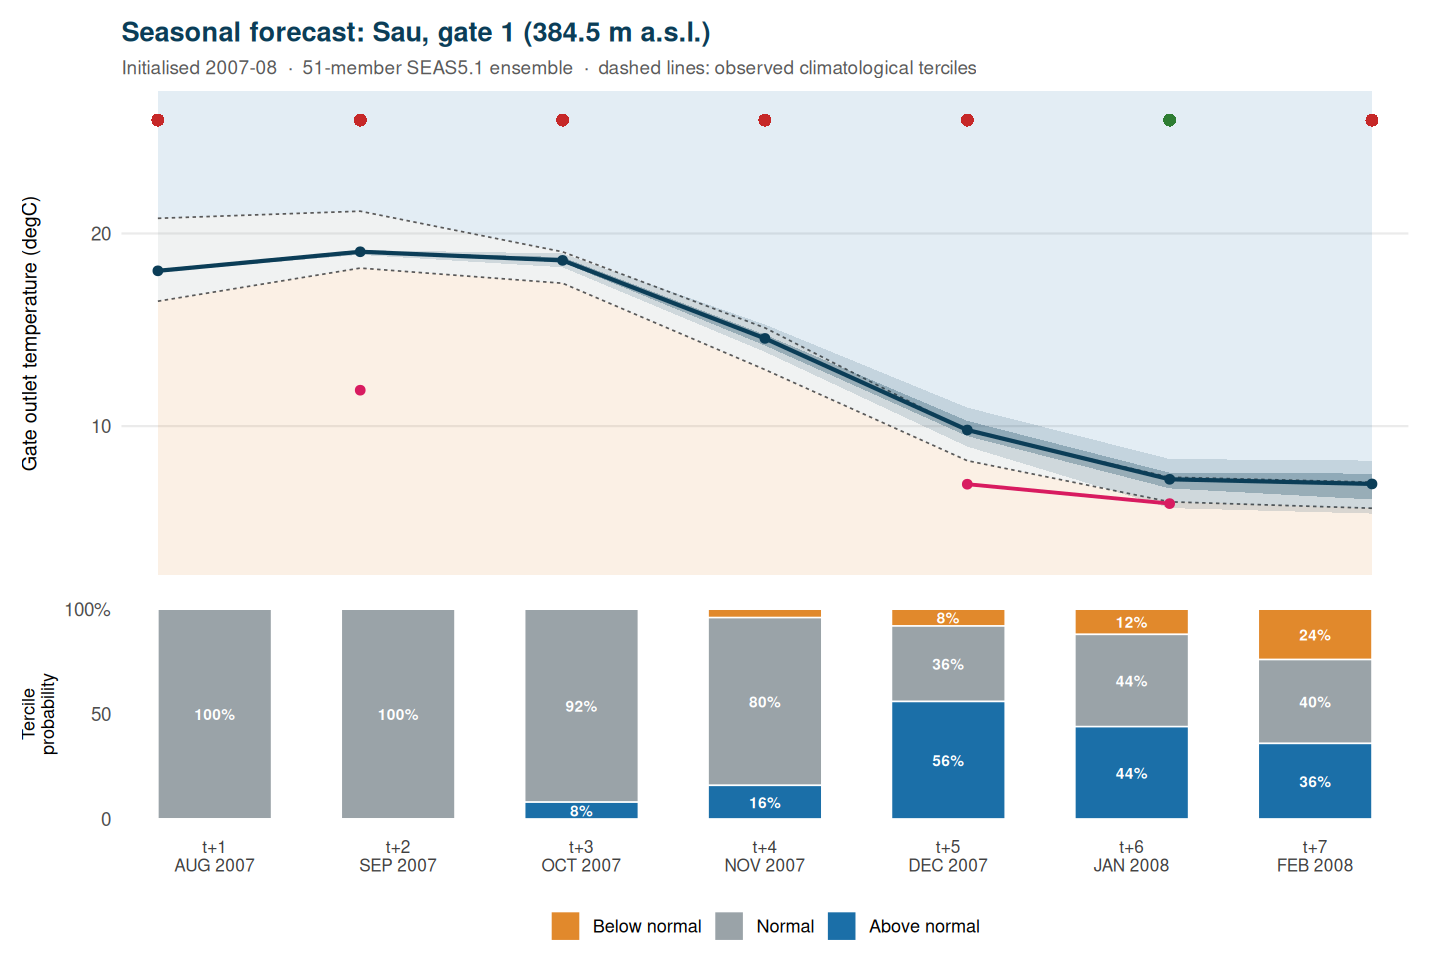 Seasonal forecast: Sau, gate 1 (384.5 m a.s.l.)
Initialised 2007-08 · 51-member SEAS5.1 ensemble · dashed lines: observed climatological terciles
Gate outlet temperature (degC)
20
10
Tercile
probability
100%
50
0
100%
100%
92%
8%
80%
16%
8%
36%
56%
12%
44%
44%
24%
40%
36%
t+1
AUG 2007
t+2
SEP 2007
t+3
OCT 2007
t+4
NOV 2007
t+5
DEC 2007
t+6
JAN 2008
t+7
FEB 2008
Below normal
Normal
Above normal